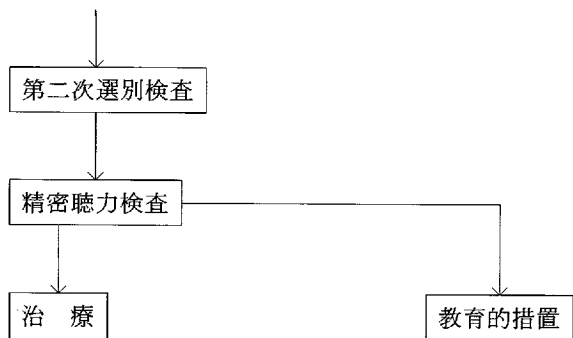 第二次選別検査
精密聴力検査
治　療
教育的措置